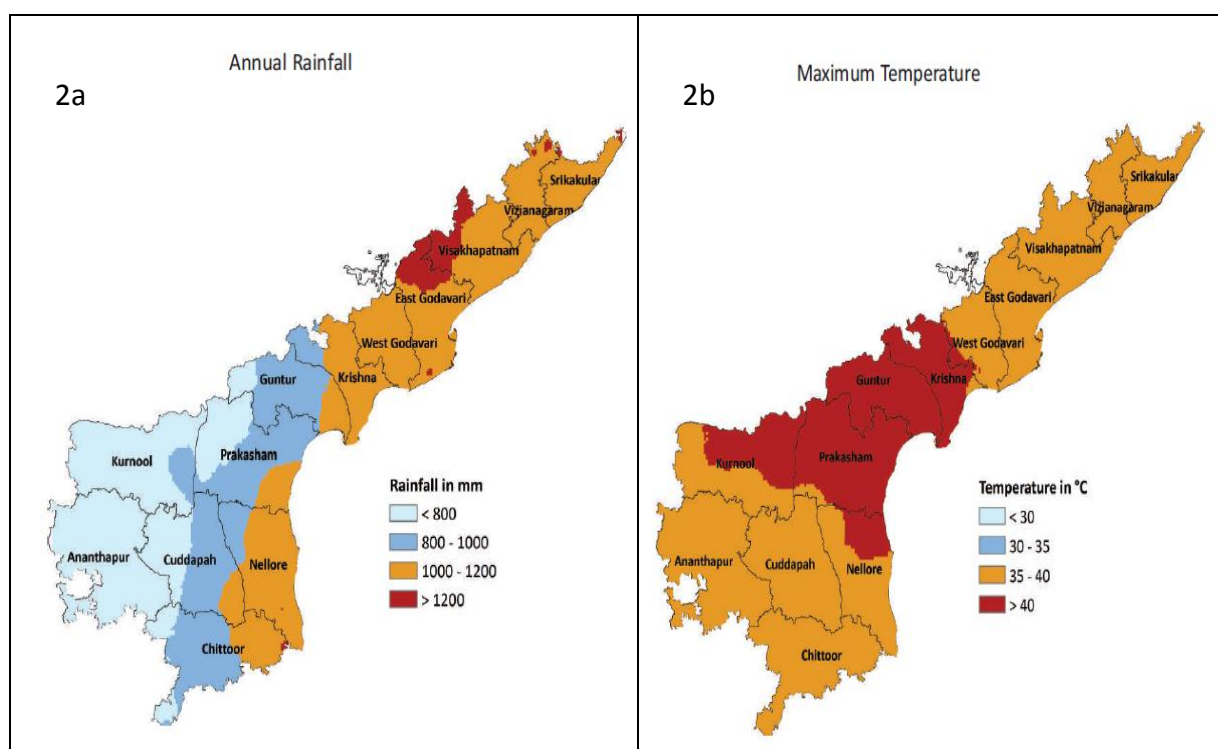 Annual Rainfall
2a
Srikakular
Vizianagaram
Visakhapatnam
East Godavari
West Godavari
Guntur
Krishna
Prakasham
Kurnool
Ananthapur
Cuddapah
Nellore
Chittoor
Rainfall in mm
< 800
800 - 1000
1000 - 1200
> 1200
Maximum Temperature
2b
Srikakular
Vizianagaram
Visakhapatnam
East Godavari
West Godavari
Guntur
Krishna
Prakasham
Kurnool
Ananthapur
Cuddapah
Nellore
Chittoor
Temperature in °C
< 30
30 - 35
35 - 40
> 40